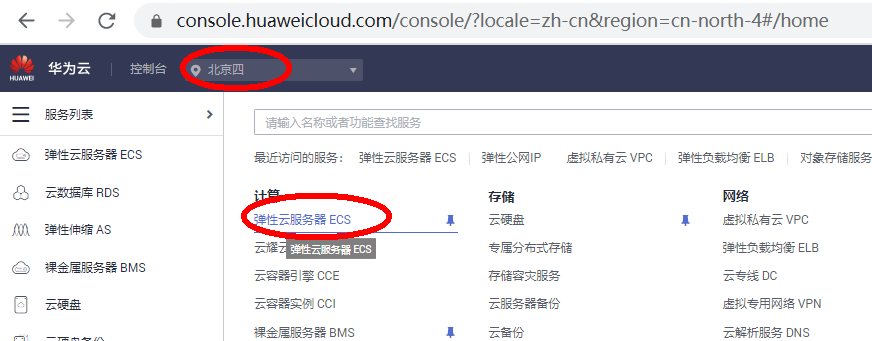 console.huaweicloud.com/console/?locale=zh-cn&region=cn-north-4#/home
HUAWEI 华为云 控制台 北京四
服务列表
请输入名称或者功能查找服务
弹性云服务器 ECS
最近访问的服务： 弹性云服务器 ECS 弹性公网IP 虚拟私有云 VPC 弹性负载均衡 ELB 对象存储服务
云数据库 RDS
计算 存储 网络
弹性伸缩 AS
弹性云服务器 ECS 云硬盘 虚拟私有云 VPC
云耀云 专属分布式存储 弹性负载均衡 ELB
弹性云服务器 ECS
裸金属服务器 BMS
云容器引擎 CCE 存储容灾服务 云专线 DC
云硬盘
云容器实例 CCI 云服务器备份 虚拟专用网络 VPN
裸金属服务器 BMS 云备份 云解析服务 DNS
云硬盘备份